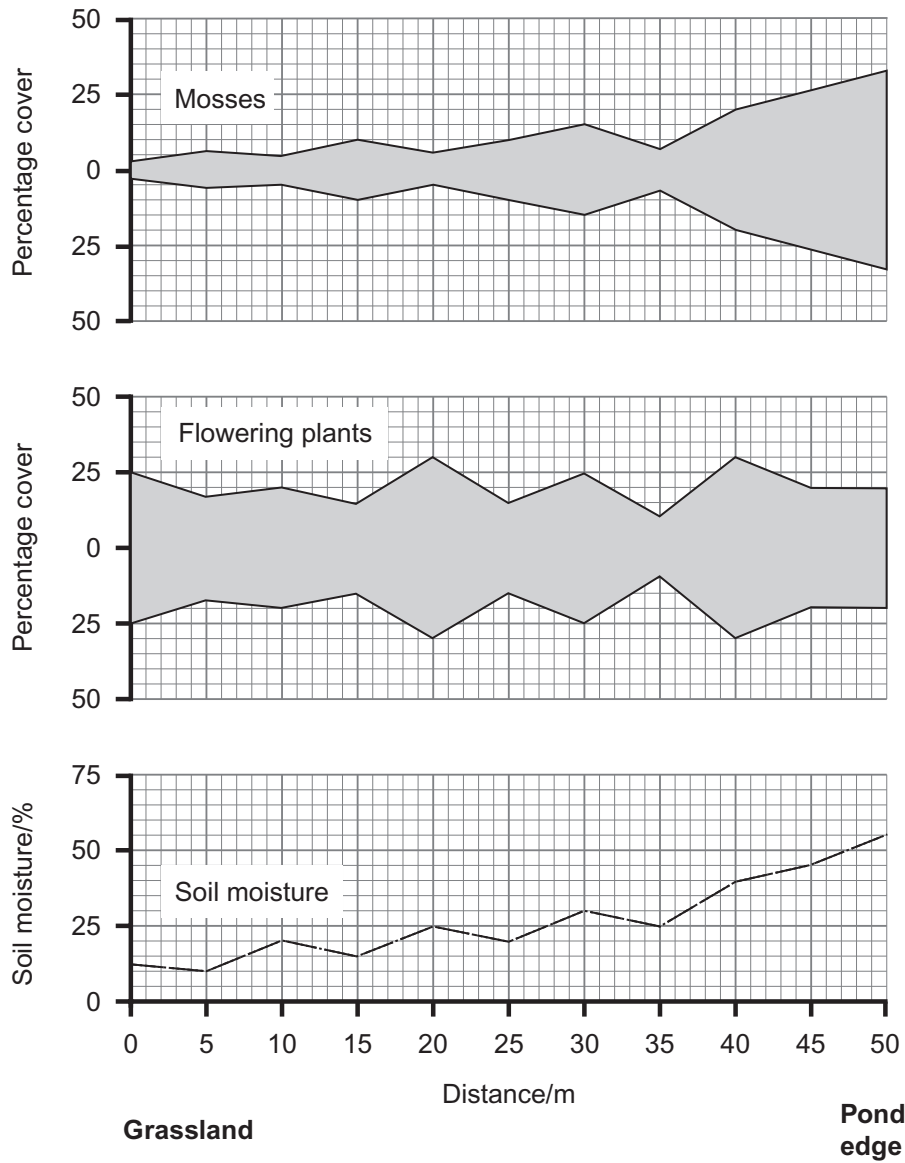 50
25
0
25
50
Percentage cover
Mosses
50
25
0
25
50
Percentage cover
Flowering plants
75
50
25
0
Soil moisture/%
Soil moisture
0 5 10 15 20 25 30 35 40 45 50
Distance/m
Grassland
Pond
edge